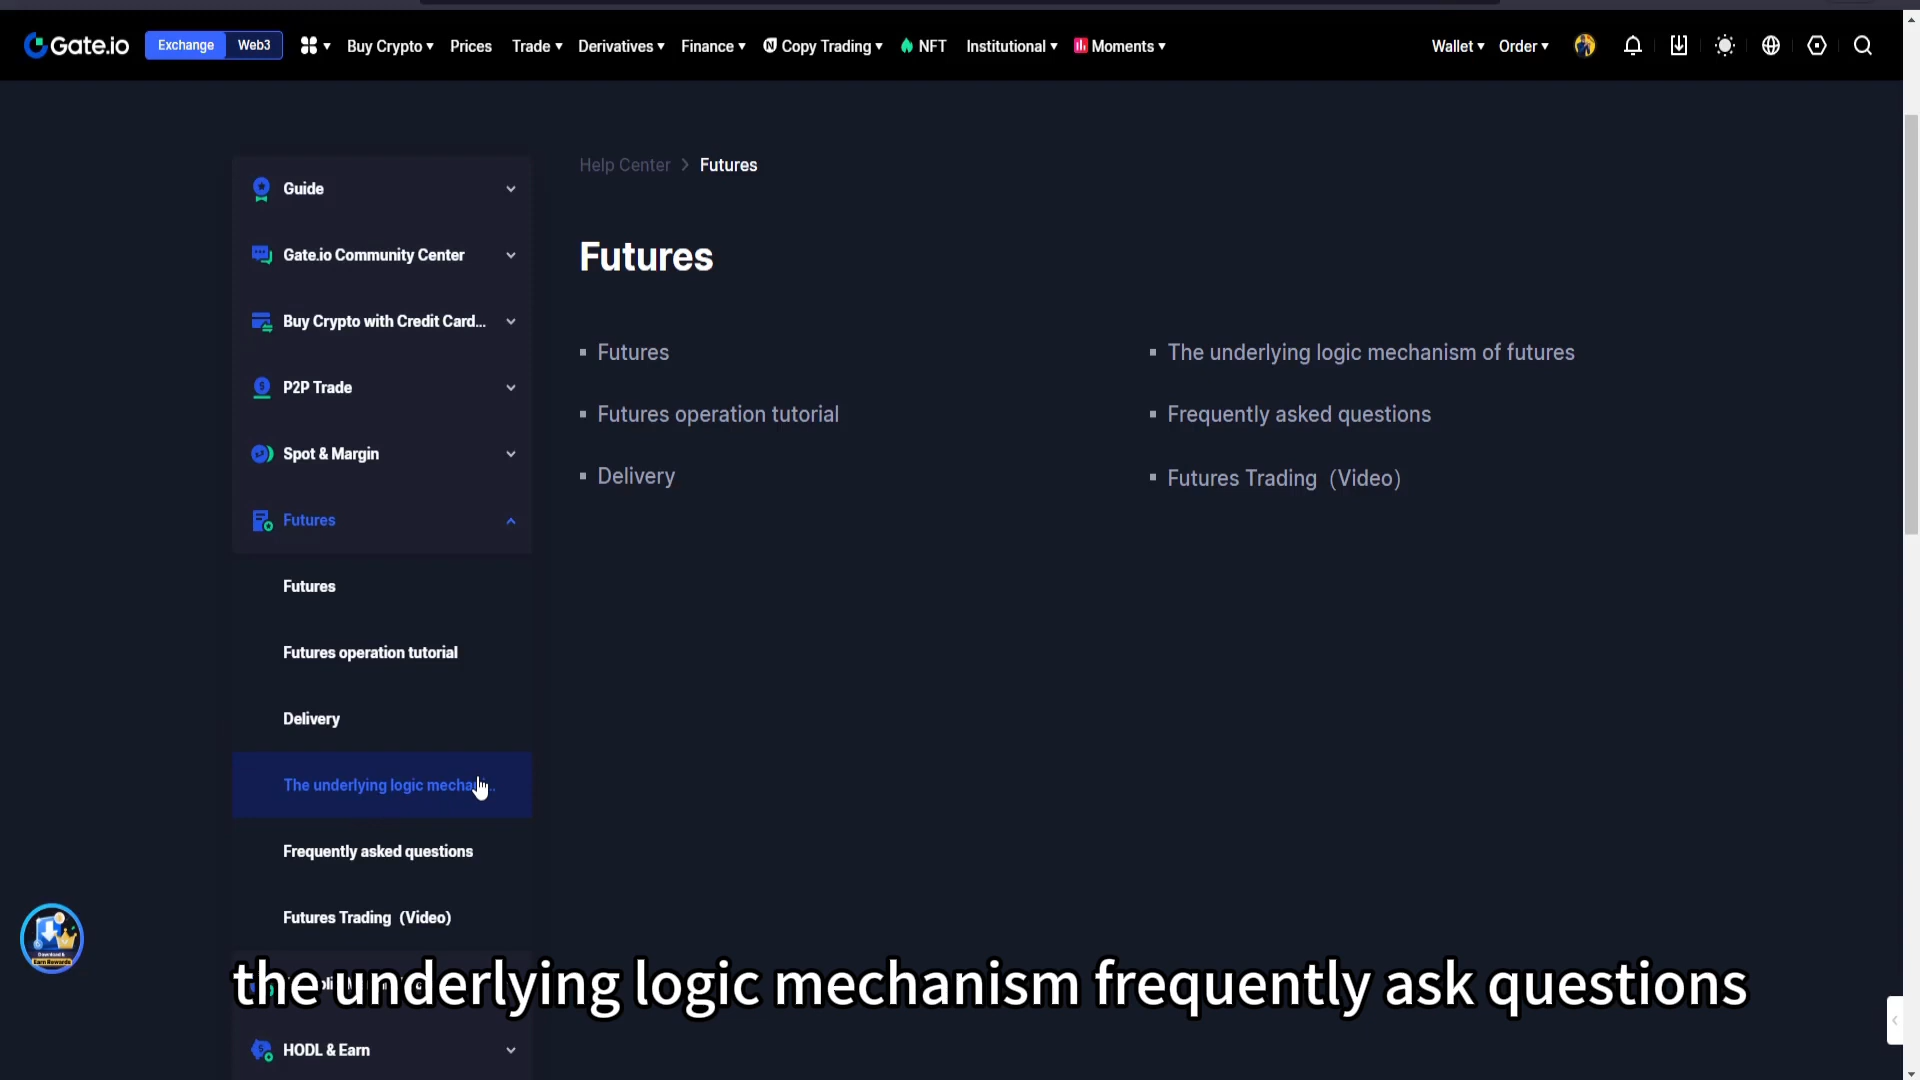 Gate.io Exchange Web3 Buy Crypto Prices Trade Derivatives Finance Copy Trading NFT Institutional Moments Wallet Order
Help Center > Futures
Futures
Futures
The underlying logic mechanism of futures
Futures operation tutorial
Frequently asked questions
Delivery
Futures Trading（Video）
Guide
Gate.io Community Center
Buy Crypto with Credit Card...
P2P Trade
Spot & Margin
Futures
Futures
Futures operation tutorial
Delivery
The underlying logic mechani...
Frequently asked questions
Futures Trading（Video）
the underlying logic mechanism frequently ask questions
HODL & Earn
Download &
Earn Rewards